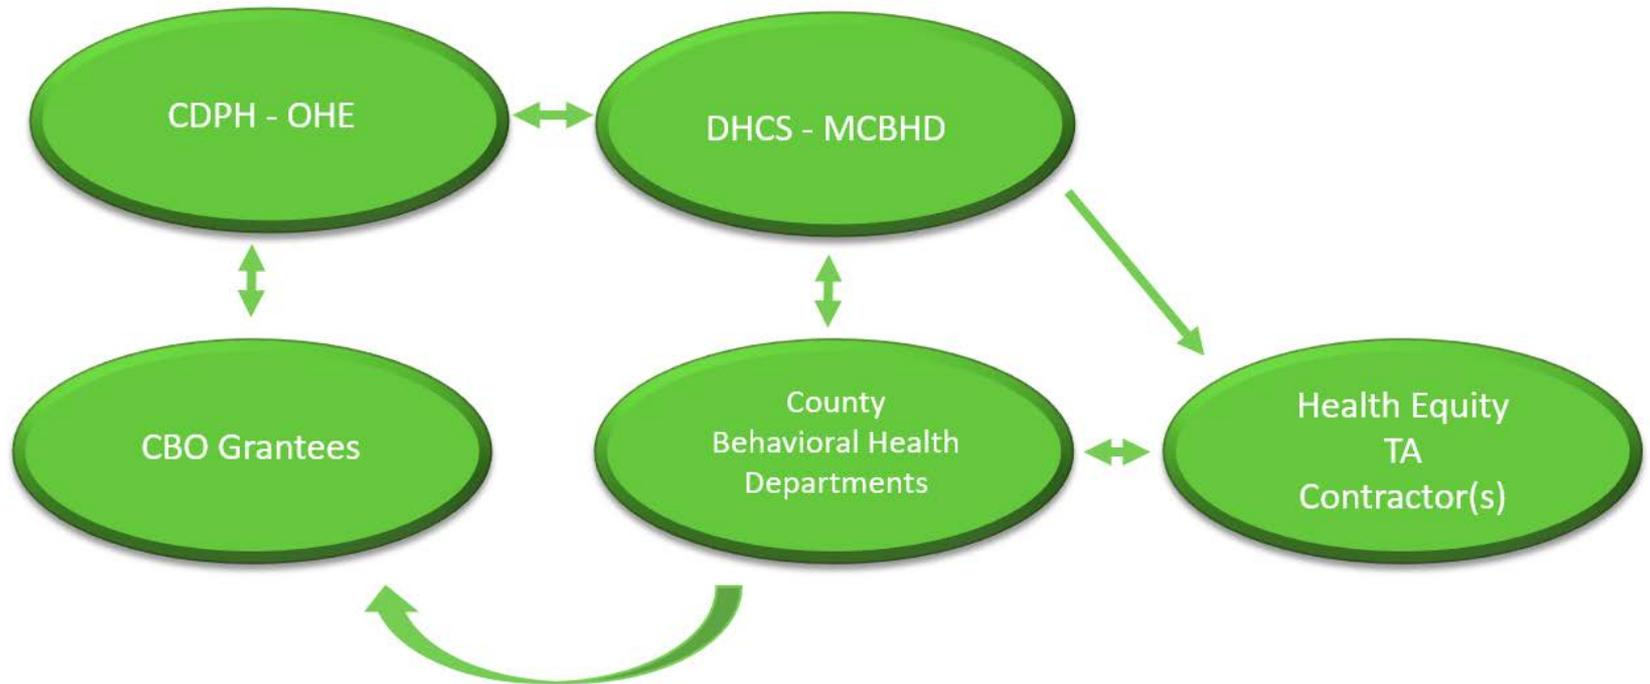 CDPH - OHE
DHCS - MCBHD
CBO Grantees
County
Behavioral Health
Departments
Health Equity
TA
Contractor(s)